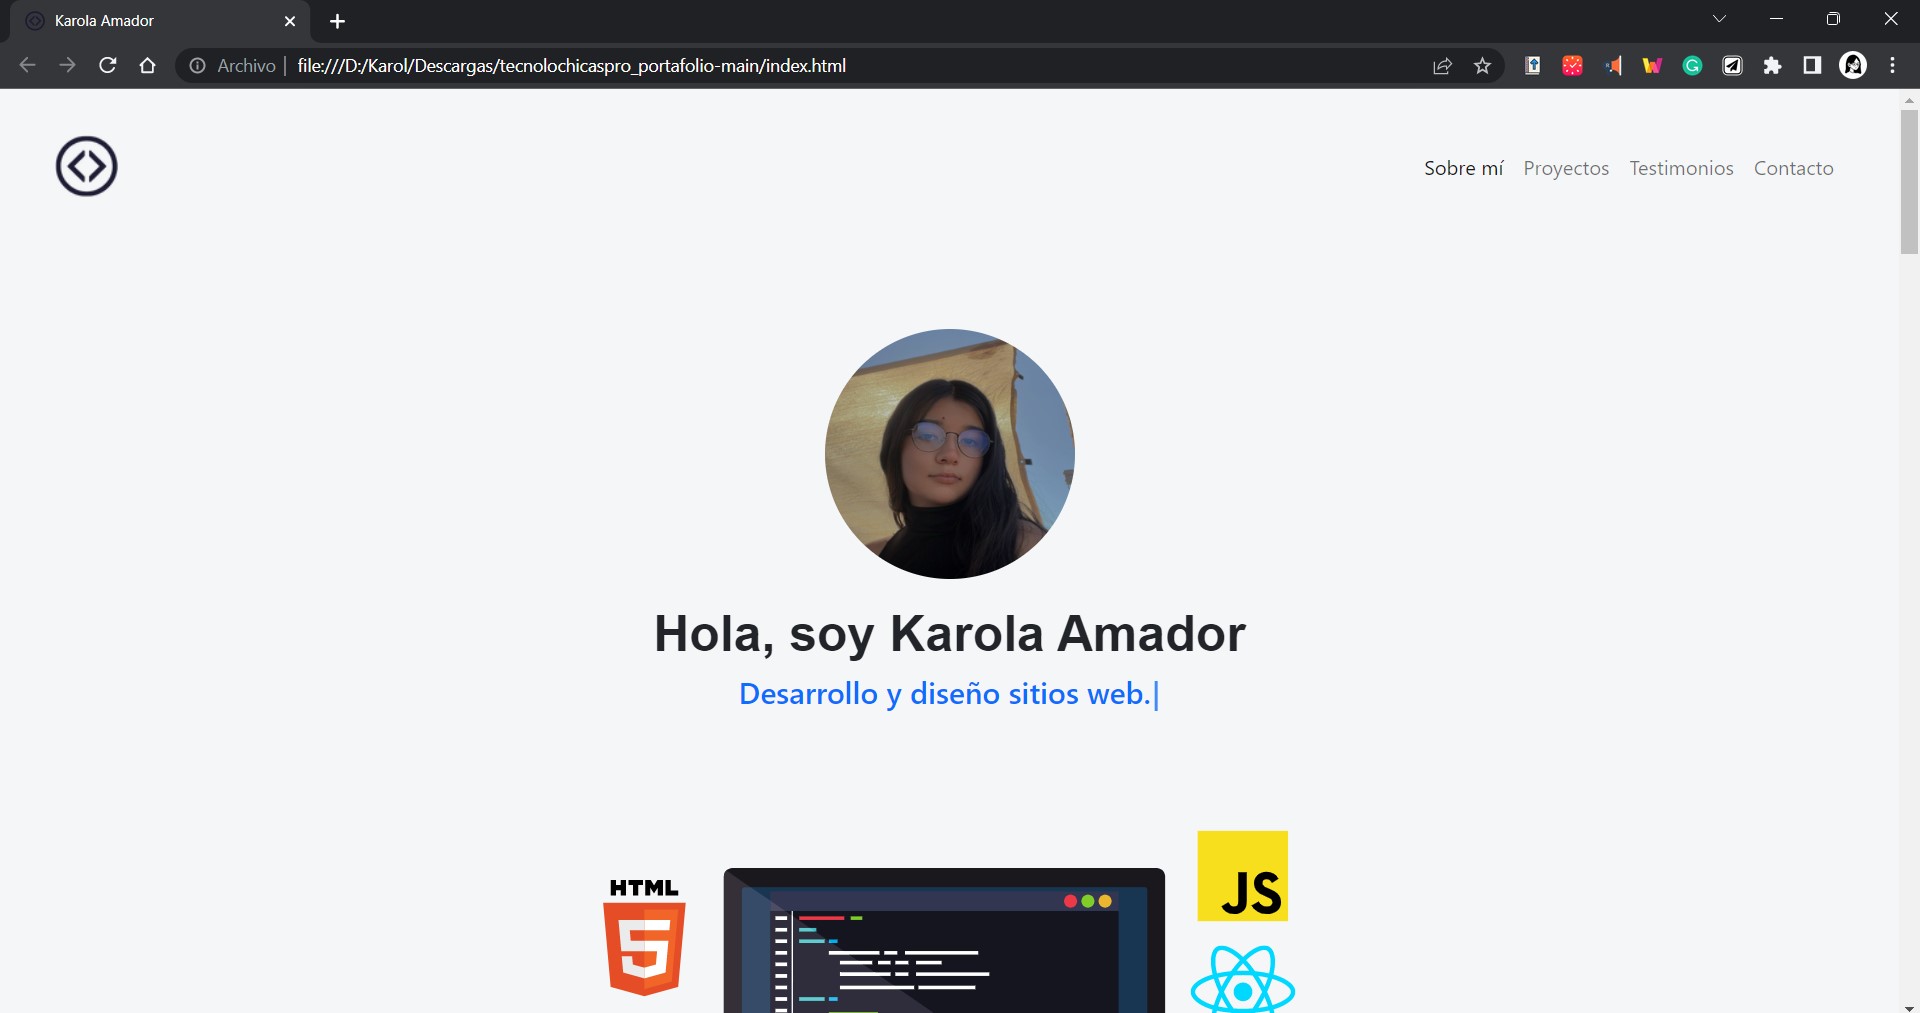 Karola Amador
Archivo | file:///D:/Karol/Descargas/tecnolochicaspro_portafolio-main/index.html
Sobre mí Proyectos Testimonios Contacto
Hola, soy Karola Amador
Desarrollo y diseño sitios web.|
JS
HTML
5